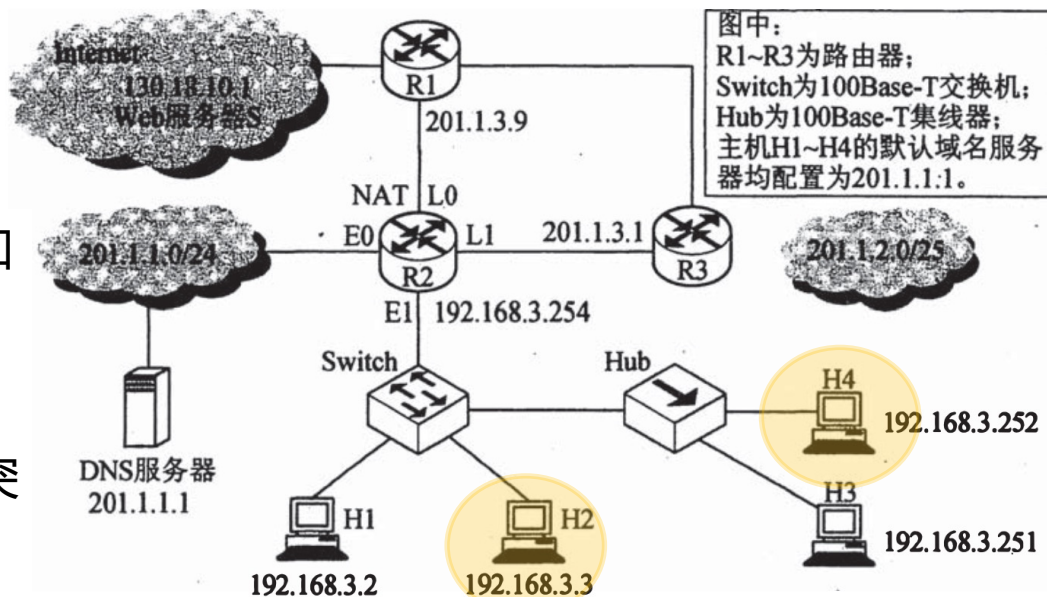 图中:
R1~R3为路由器;
Switch为100Base-T交换机;
Hub为100Base-T集线器;
主机H1~H4的默认域名服务
器均配置为201.1.1.1。
Internet
130.18.10.1
Web服务器S
R1
201.1.3.9
NAT
L0
201.1.1.0/24
E0
L1
R2
201.1.3.1
R3
201.1.2.0/25
E1
192.168.3.254
Switch
Hub
H4
192.168.3.252
DNS服务器
201.1.1.1
H1
192.168.3.2
H2
192.168.3.3
H3
192.168.3.251